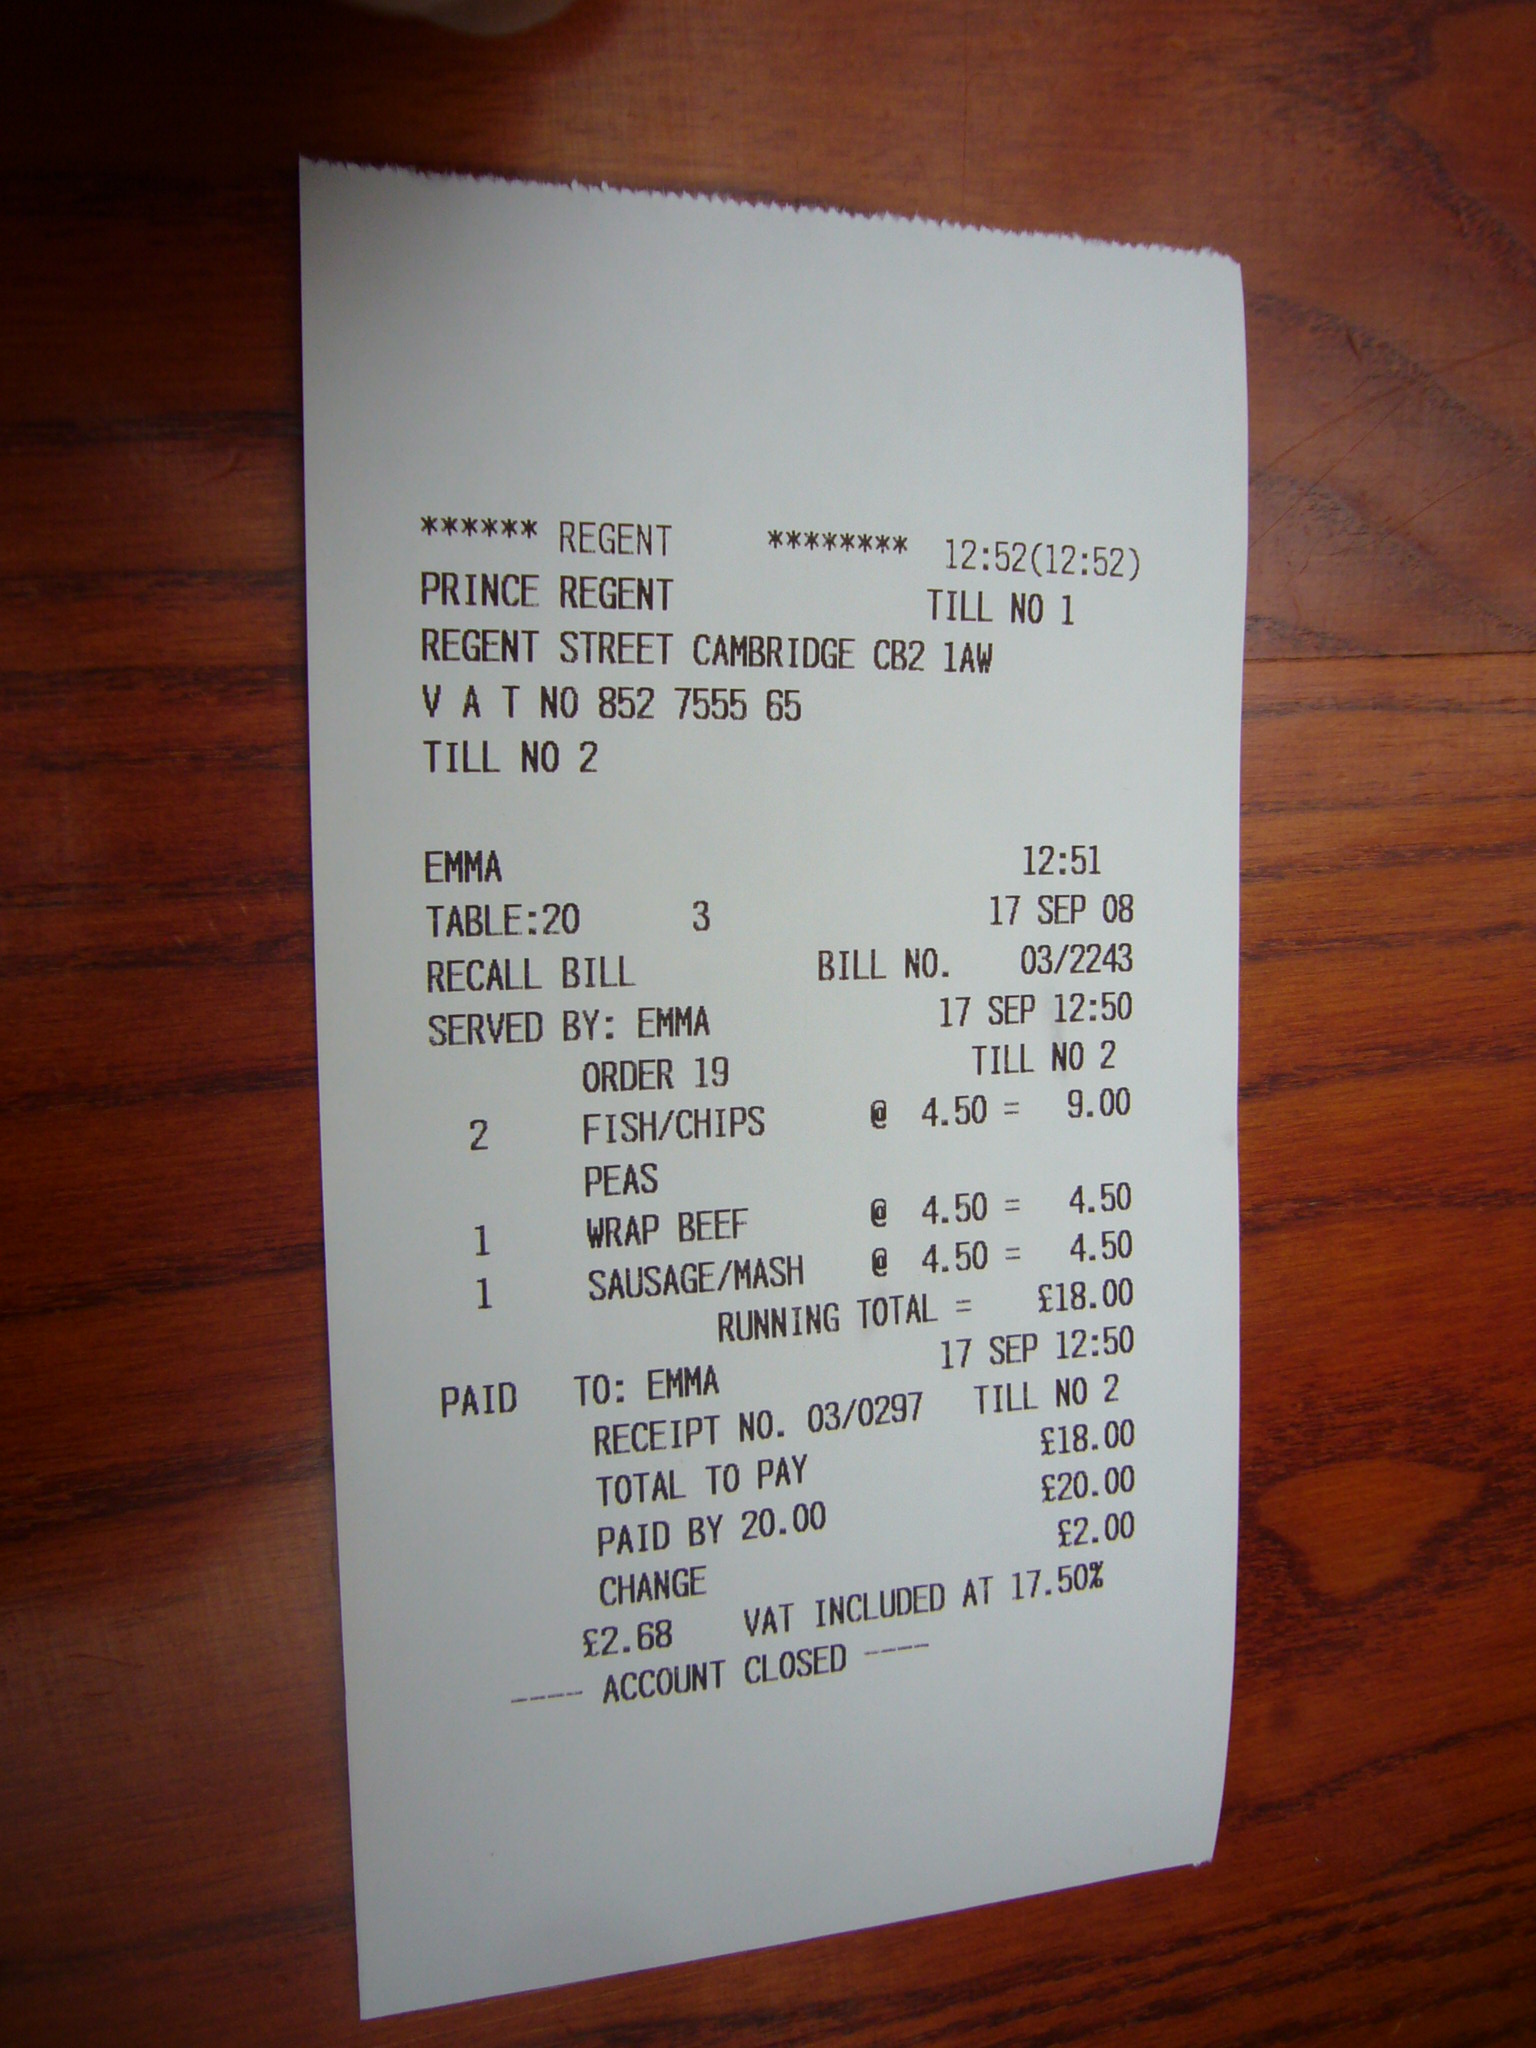 ****** REGENT ******** 12:52(12:52)
PRINCE REGENT TILL NO 1
REGENT STREET CAMBRIDGE CB2 1AW
V A T NO 852 7555 65
TILL NO 2
EMMA 12:51
TABLE:20 3 17 SEP 08
RECALL BILL BILL NO. 03/2243
SERVED BY: EMMA 17 SEP 12:50
ORDER 19 TILL NO 2
2 FISH/CHIPS @ 4.50 = 9.00
PEAS
1 WRAP BEEF @ 4.50 = 4.50
1 SAUSAGE/MASH @ 4.50 = 4.50
RUNNING TOTAL = £18.00
PAID TO: EMMA 17 SEP 12:50
RECEIPT NO. 03/0297 TILL NO 2
TOTAL TO PAY £18.00
PAID BY 20.00 £20.00
CHANGE £2.00
£2.68 VAT INCLUDED AT 17.50%
---- ACCOUNT CLOSED ----